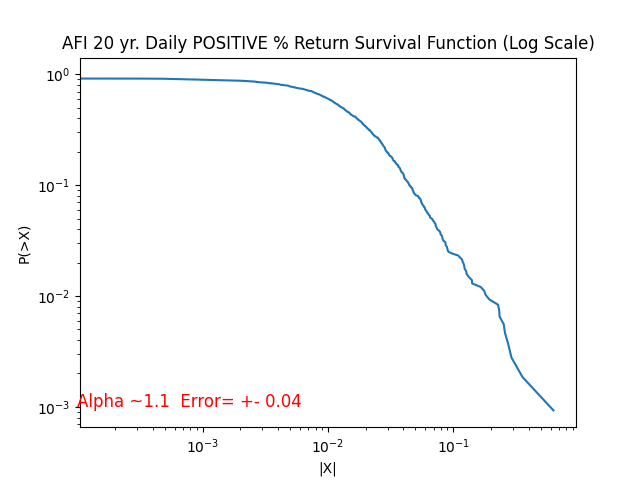 AFI 20 yr. Daily POSITIVE % Return Survival Function (Log Scale)
10⁰
10⁻¹
10⁻²
10⁻³
P(>X)
Alpha ~1.1  Error= +- 0.04
10⁻³ 10⁻² 10⁻¹
|X|